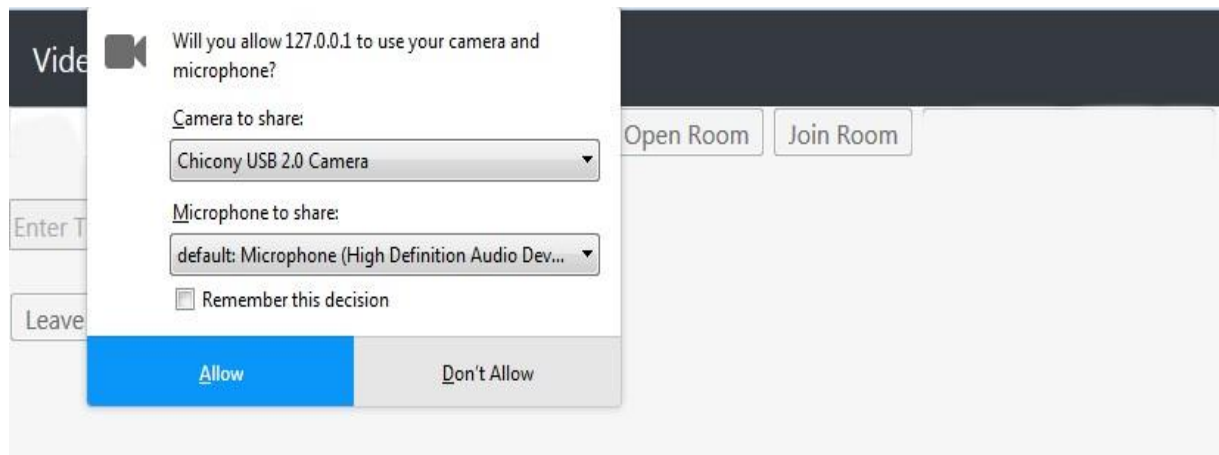 Vide
Will you allow 127.0.0.1 to use your camera and
microphone?
Camera to share:
Chicony USB 2.0 Camera
Open Room
Join Room
Microphone to share:
Enter T
default: Microphone (High Definition Audio Dev...
Remember this decision
Leave
Allow
Don't Allow